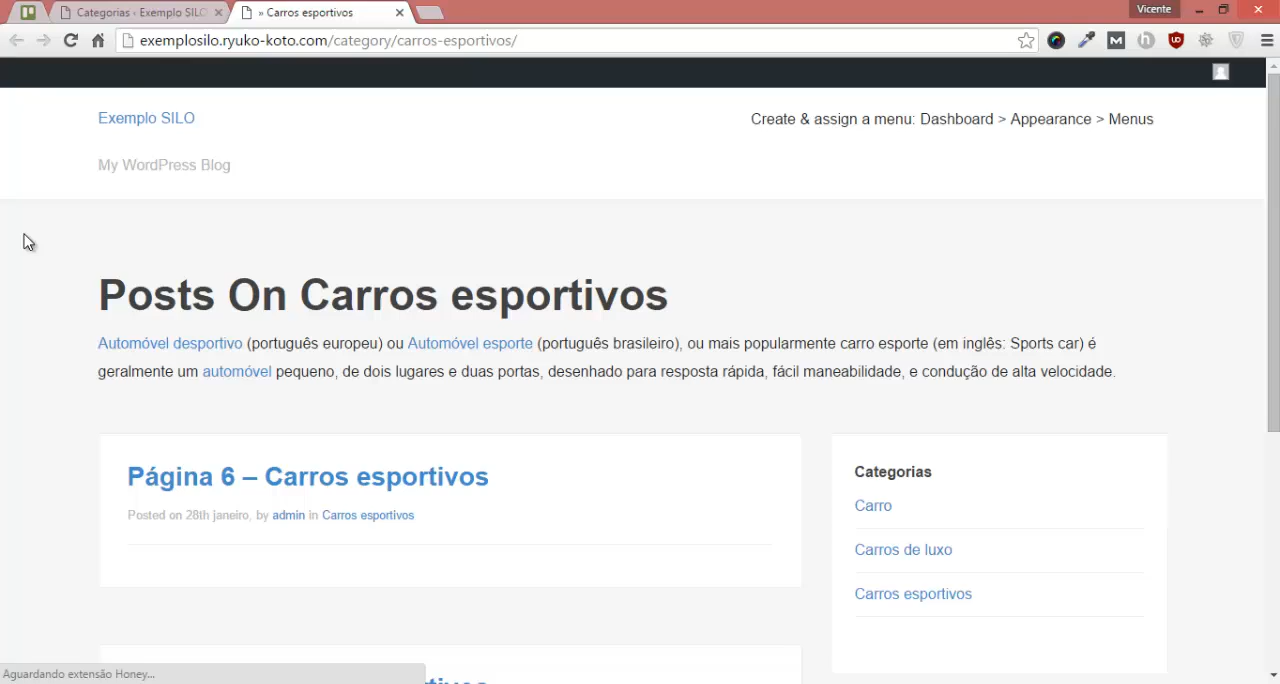 Categorias ‹ Exemplo SILO
» Carros esportivos
Vicente
exemplosilo.ryuko-koto.com/category/carros-esportivos/
Exemplo SILO
Create & assign a menu: Dashboard > Appearance > Menus
My WordPress Blog
Posts On Carros esportivos
Automóvel desportivo (português europeu) ou Automóvel esporte (português brasileiro), ou mais popularmente carro esporte (em inglês: Sports car) é
geralmente um automóvel pequeno, de dois lugares e duas portas, desenhado para resposta rápida, fácil maneabilidade, e condução de alta velocidade.
Página 6 – Carros esportivos
Posted on 28th janeiro, by admin in Carros esportivos
Categorias
Carro
Carros de luxo
Carros esportivos
Aguardando extensão Honey...